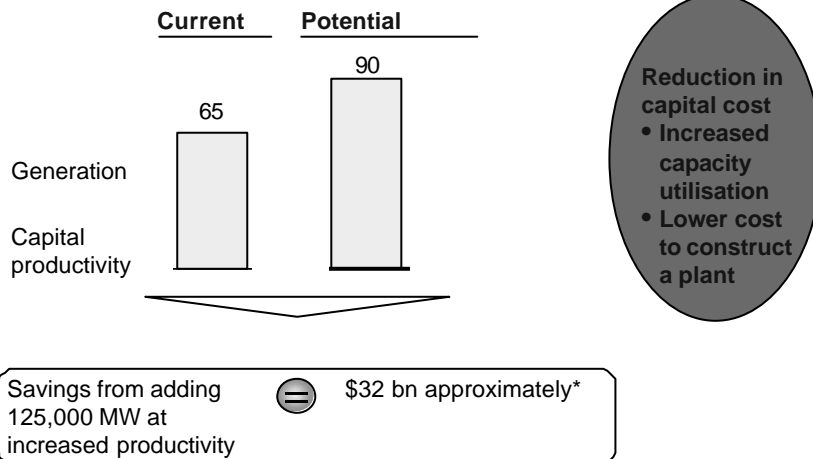 Current Potential
65
90
Generation
Capital
productivity
Reduction in
capital cost
• Increased
capacity
utilisation
• Lower cost
to construct
a plant
Savings from adding
125,000 MW at
increased productivity
=
$32 bn approximately*